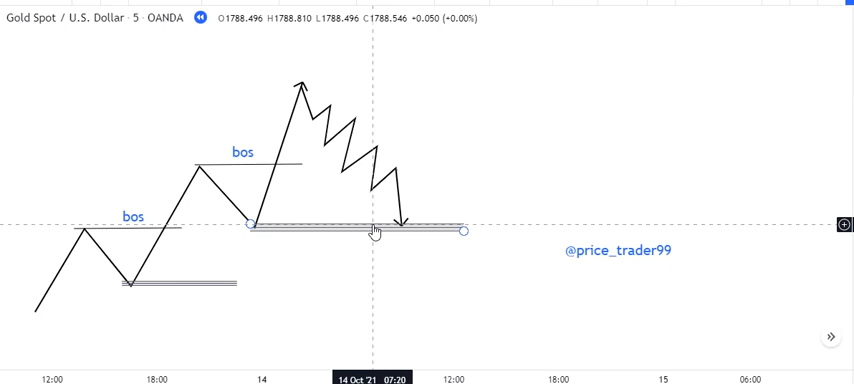 Gold Spot / U.S. Dollar · 5 · OANDA O1788.496 H1788.810 L1788.496 C1788.546 +0.050 (+0.00%)
bos
bos
@price_trader99
12:00 18:00 14 14 Oct '21 07:20 12:00 18:00 15 06:00